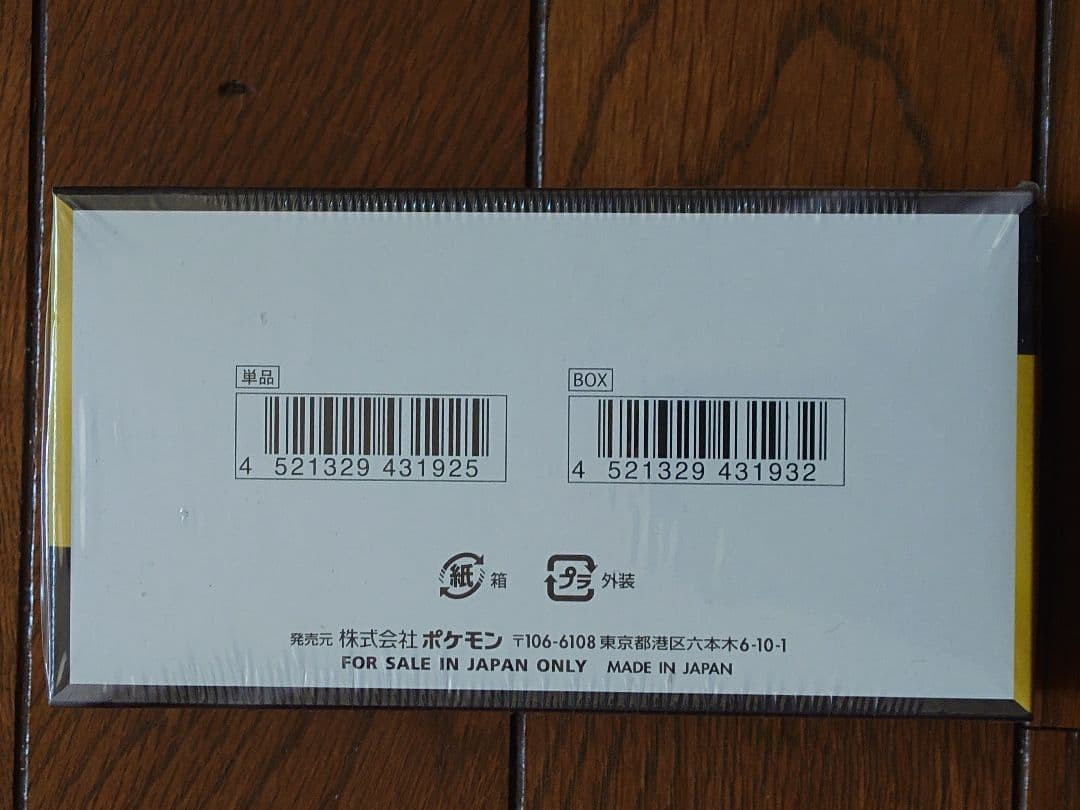 単品
4 521329 431925
BOX
4 521329 431932
紙 箱
プラ 外装
発売元 株式会社 ポケモン 〒106-6108 東京都港区六本木6-10-1
FOR SALE IN JAPAN ONLY MADE IN JAPAN